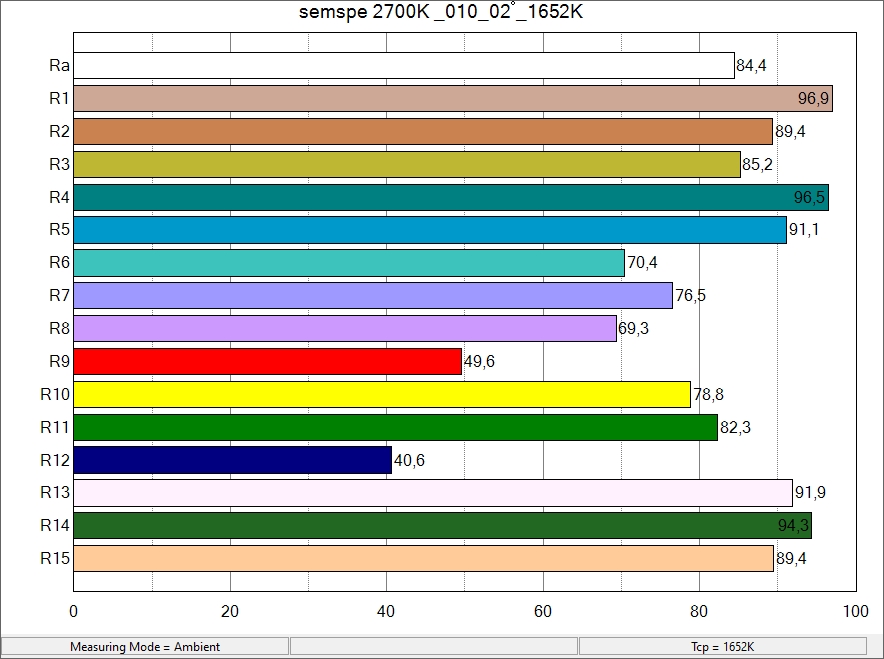 semspe 2700K _010_02°_1652K
Ra 84,4
R1 96,9
R2 89,4
R3 85,2
R4 96,5
R5 91,1
R6 70,4
R7 76,5
R8 69,3
R9 49,6
R10 78,8
R11 82,3
R12 40,6
R13 91,9
R14 94,3
R15 89,4
0 20 40 60 80 100
Measuring Mode = Ambient Tcp = 1652K